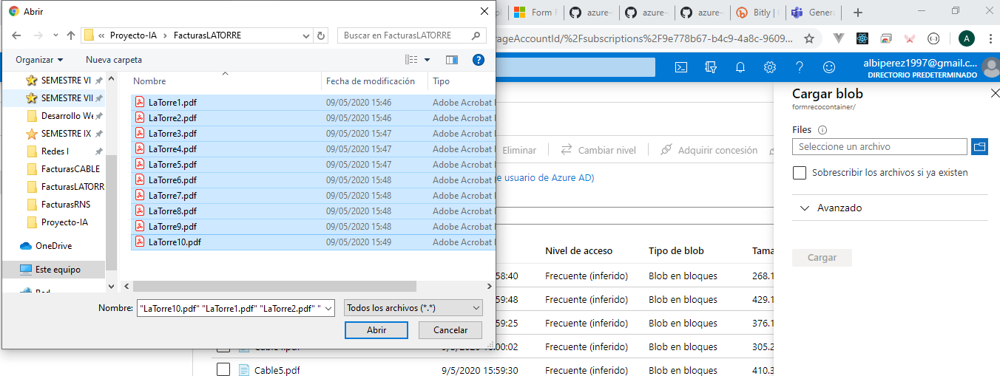 Abrir
Form F
azure-
azure-
azure-
Bitly | (
Genera
« Proyecto-IA > FacturasLATORRE
Buscar en FacturasLATORRE
rageAccountId/%2Fsubscriptions%2F9e778b67-b4c9-4a8c-9609...
A
Organizar
Nueva carpeta
albiperez1997@gmail.c...
DIRECTORIO PREDETERMINADO
Nombre
Fecha de modificación
Tipo
SEMESTRE VI
SEMESTRE VII
Desarrollo We
SEMESTRE IX
Redes I
FacturasCABLE
FacturasLATORR
FacturasRNS
Proyecto-IA
OneDrive
Este equipo
LaTorre1.pdf 09/05/2020 15:46 Adobe Acrobat
LaTorre2.pdf 09/05/2020 15:46 Adobe Acrobat
LaTorre3.pdf 09/05/2020 15:47 Adobe Acrobat
LaTorre4.pdf 09/05/2020 15:47 Adobe Acrobat
LaTorre5.pdf 09/05/2020 15:47 Adobe Acrobat
LaTorre6.pdf 09/05/2020 15:48 Adobe Acrobat
LaTorre7.pdf 09/05/2020 15:48 Adobe Acrobat
LaTorre8.pdf 09/05/2020 15:48 Adobe Acrobat
LaTorre9.pdf 09/05/2020 15:48 Adobe Acrobat
LaTorre10.pdf 09/05/2020 15:49 Adobe Acrobat
Nombre: "LaTorre10.pdf" "LaTorre1.pdf" "LaTorre2.pdf" "
Todos los archivos (*.*)
Abrir
Cancelar
Eliminar
Cambiar nivel
Adquirir concesión
e usuario de Azure AD)
Nivel de acceso
Tipo de blob
Tama
58:40 Frecuente (inferido) Blob en bloques 268.1
59:48 Frecuente (inferido) Blob en bloques 429.1
59:25 Frecuente (inferido) Blob en bloques 376.1
9/5/2020 16:00:02 Frecuente (inferido) Blob en bloques 305.2
Cable5.pdf 9/5/2020 15:59:30 Frecuente (inferido) Blob en bloques 410.3
Cargar blob
formrecocontainer/
Files
Seleccione un archivo
Sobrescribir los archivos si ya existen
Avanzado
Cargar